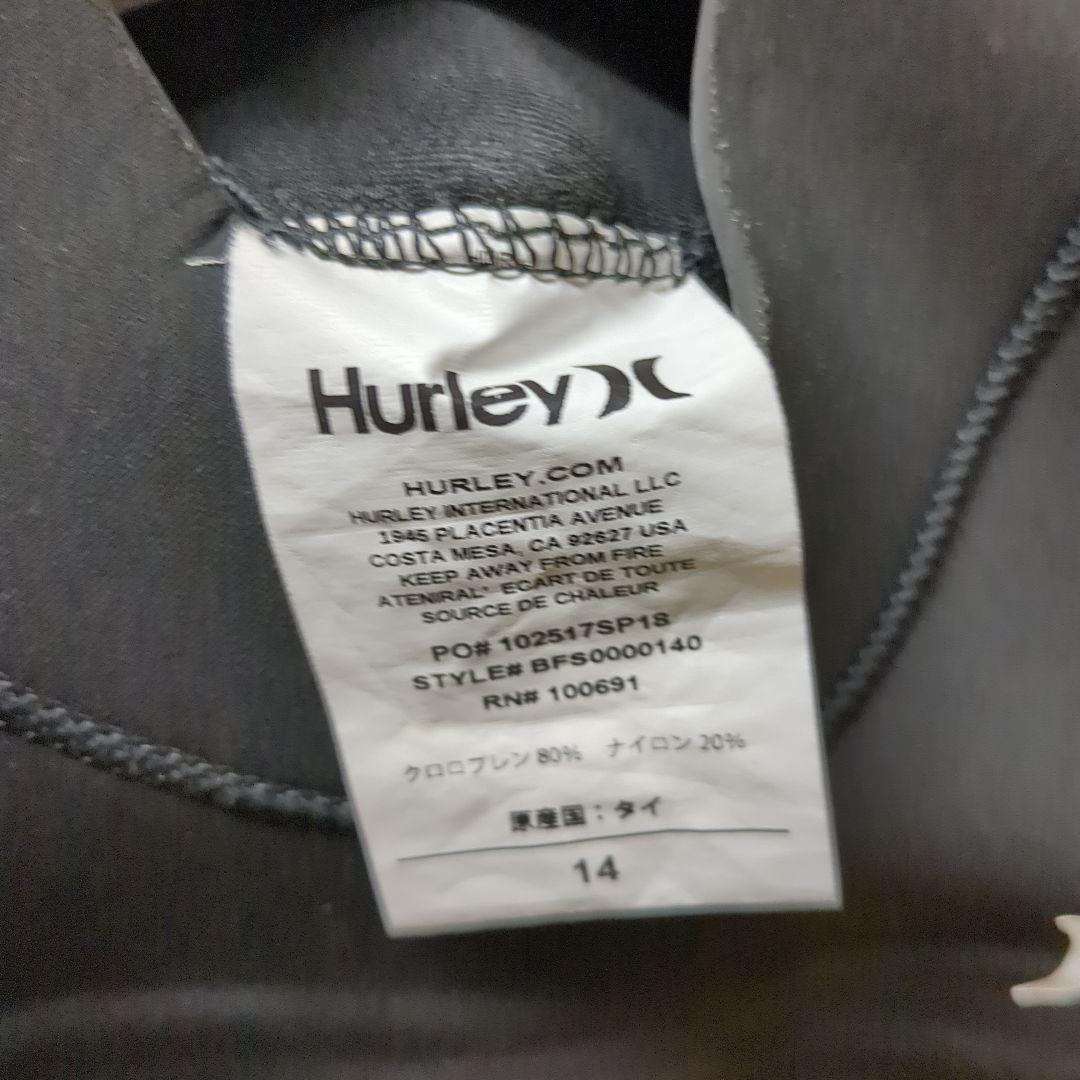 Hurley
HURLEY.COM
HURLEY INTERNATIONAL LLC
1945 PLACENTIA AVENUE
COSTA MESA, CA 92627 USA
KEEP AWAY FROM FIRE
ATENIRAL' ECART DE TOUTE
SOURCE DE CHALEUR
PO# 102517SP18
STYLE# BFS0000140
RN# 100691
クロロプレン 80% ナイロン 20%
原産国：タイ
14